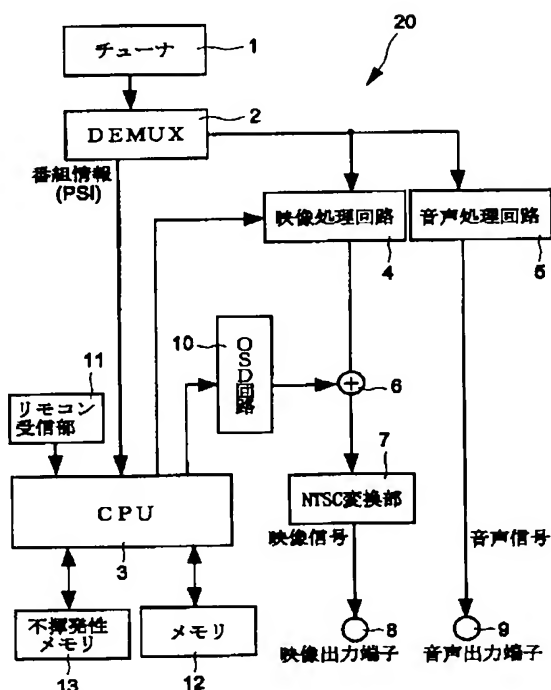 20
チューナ
1
2
DEMUX
番組情報
(PSI)
映像処理回路
4
音声処理回路
5
10
OSD回路
11
リモコン
受信部
6
7
NTSC変換部
CPU
3
映像信号
音声信号
不揮発性
メモリ
13
メモリ
12
8
映像出力端子
9
音声出力端子